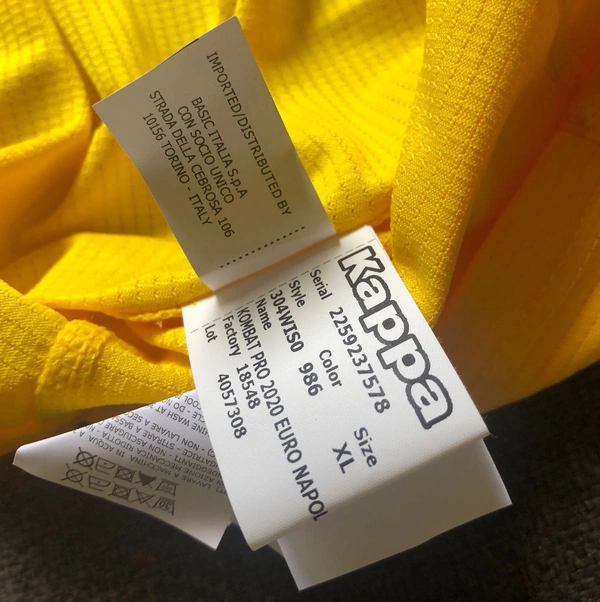 IMPORTED/DISTRIBUTED BY
BASIC ITALIA S.p.A
CON SOCIO UNICO
STRADA DELLA CEBROSA 106
10156 TORINO - ITALY
Kappa
Serial 2259237578
Style Color Size
304WIS0 986 XL
Name
KOMBAT PRO 2020 EURO NAPOL
Factory 18548
Lot 4057308